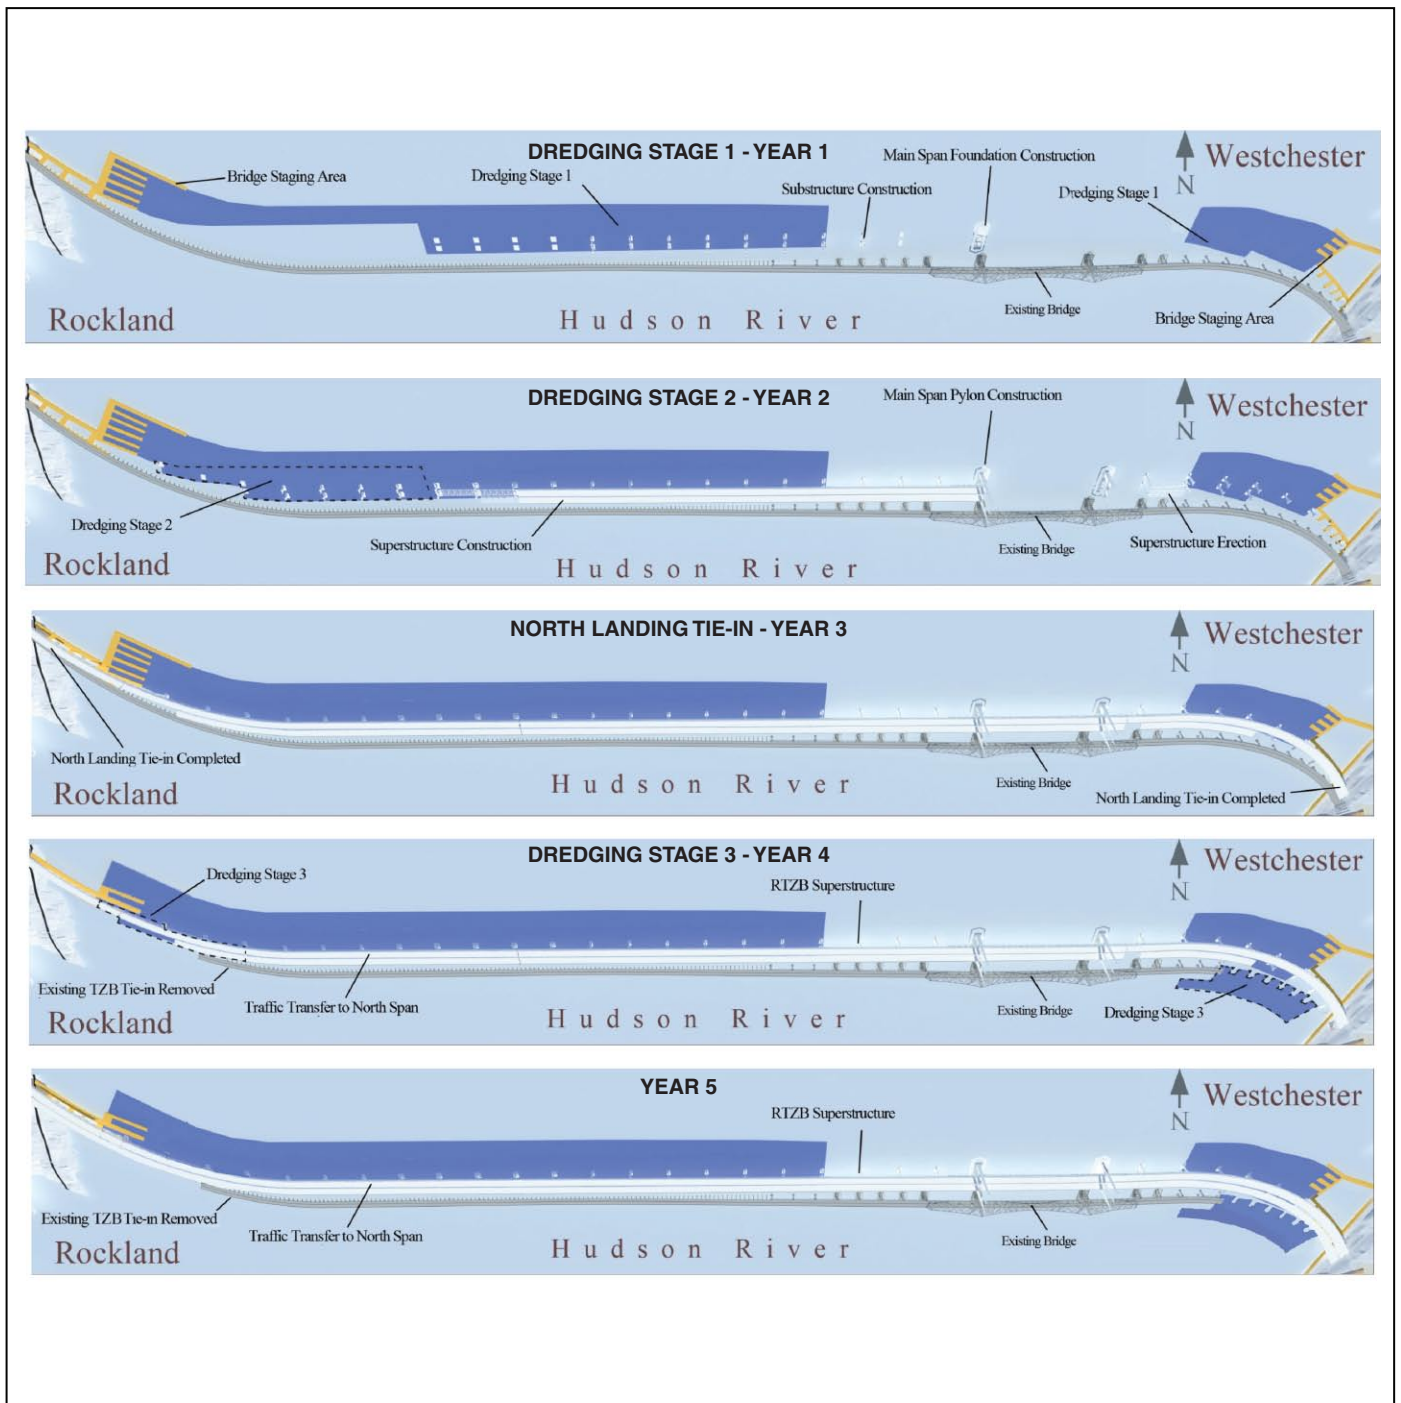 DREDGING STAGE 1 - YEAR 1
Main Span Foundation Construction
Westchester
Bridge Staging Area
Dredging Stage 1
Substructure Construction
Dredging Stage 1
N
Rockland
Hudson River
Existing Bridge
Bridge Staging Area
DREDGING STAGE 2 - YEAR 2
Main Span Pylon Construction
Westchester
N
Dredging Stage 2
Superstructure Construction
Existing Bridge
Superstructure Erection
Rockland
Hudson River
NORTH LANDING TIE-IN - YEAR 3
Westchester
N
North Landing Tie-in Completed
Rockland
Hudson River
Existing Bridge
North Landing Tie-in Completed
DREDGING STAGE 3 - YEAR 4
Westchester
Dredging Stage 3
RTZB Superstructure
N
Existing TZB Tie-in Removed
Traffic Transfer to North Span
Existing Bridge
Dredging Stage 3
Rockland
Hudson River
YEAR 5
Westchester
RTZB Superstructure
N
Existing TZB Tie-in Removed
Traffic Transfer to North Span
Existing Bridge
Rockland
Hudson River